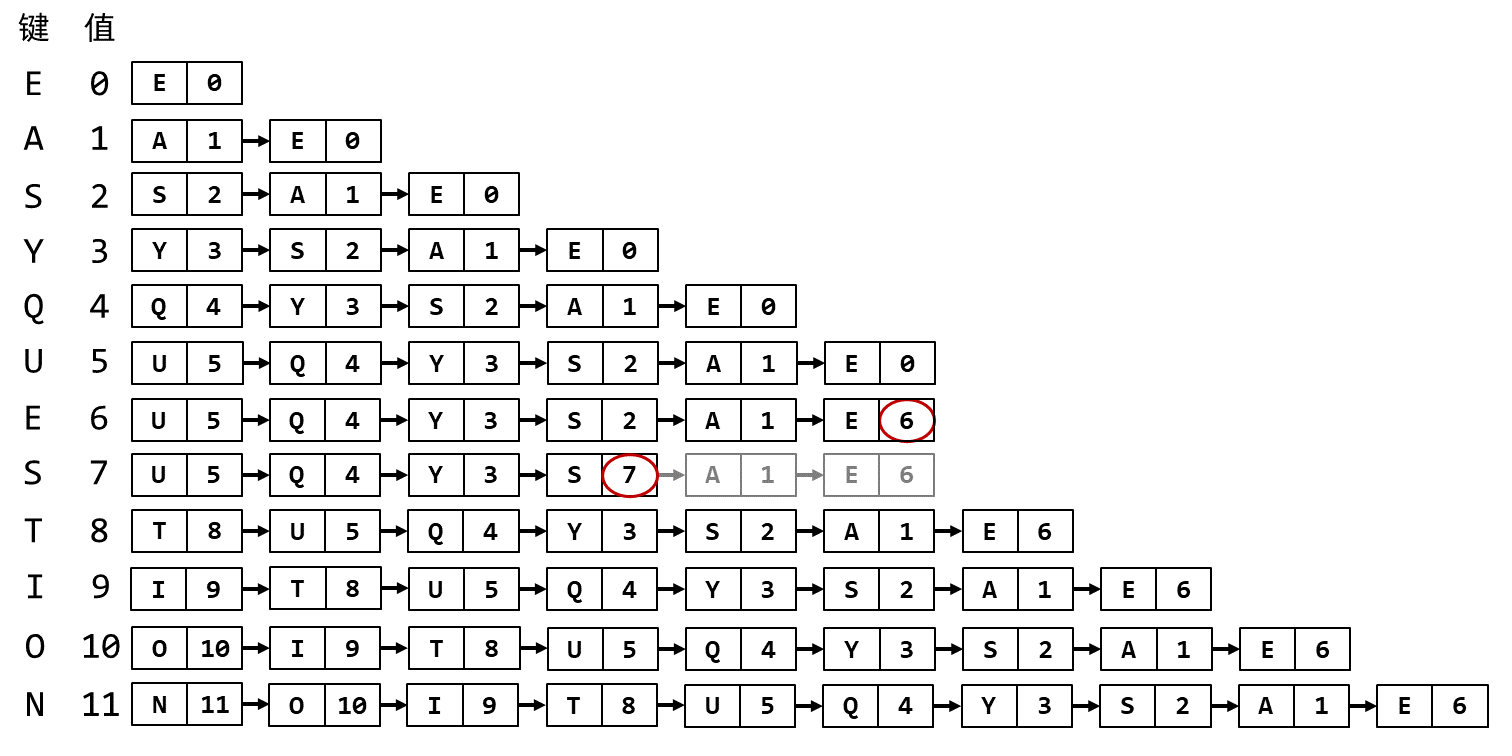 键 值
E 0 E 0
A 1 A 1 E 0
S 2 S 2 A 1 E 0
Y 3 Y 3 S 2 A 1 E 0
Q 4 Q 4 Y 3 S 2 A 1 E 0
U 5 U 5 Q 4 Y 3 S 2 A 1 E 0
E 6 U 5 Q 4 Y 3 S 2 A 1 E 6
S 7 U 5 Q 4 Y 3 S 7 A 1 E 6
T 8 T 8 U 5 Q 4 Y 3 S 2 A 1 E 6
I 9 I 9 T 8 U 5 Q 4 Y 3 S 2 A 1 E 6
O 10 O 10 I 9 T 8 U 5 Q 4 Y 3 S 2 A 1 E 6
N 11 N 11 O 10 I 9 T 8 U 5 Q 4 Y 3 S 2 A 1 E 6